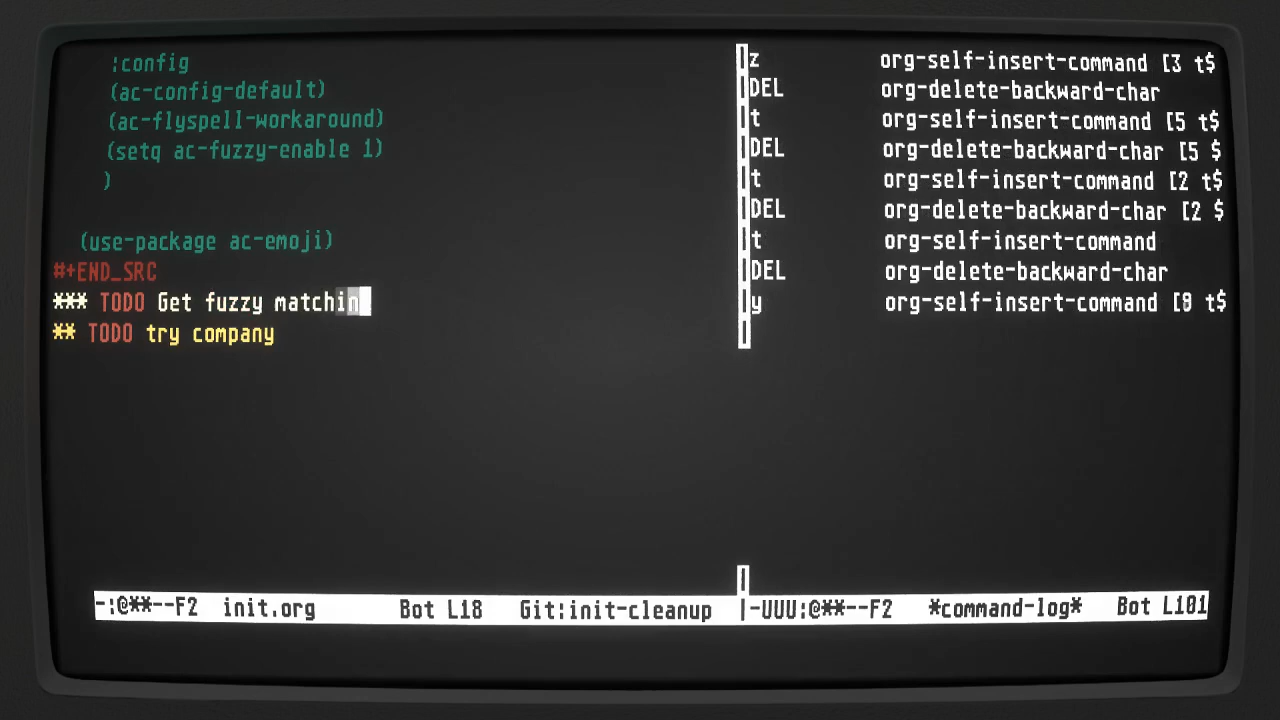 :config
(ac-config-default)
(ac-flyspell-workaround)
(setq ac-fuzzy-enable 1)
)
(use-package ac-emoji)
#+END_SRC
*** TODO Get fuzzy matchin
** TODO try company
-:@**--F2 init.org Bot L18 Git:init-cleanup
z org-self-insert-command [3 t$
DEL org-delete-backward-char
t org-self-insert-command [5 t$
DEL org-delete-backward-char [5 $
t org-self-insert-command [2 t$
DEL org-delete-backward-char [2 $
t org-self-insert-command
DEL org-delete-backward-char
y org-self-insert-command [8 t$
|-UUU:@**--F2 *command-log* Bot L101